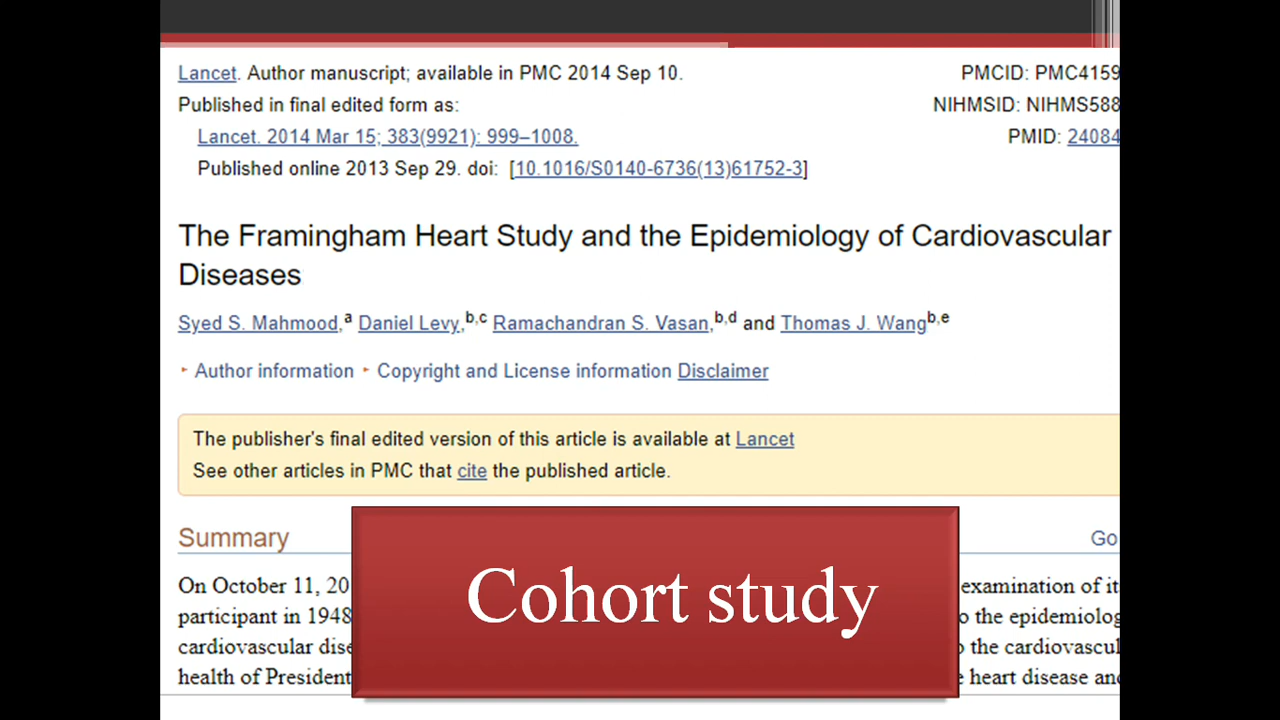 Lancet. Author manuscript; available in PMC 2014 Sep 10.
PMCID: PMC4159
Published in final edited form as:
NIHMSID: NIHMS588
Lancet. 2014 Mar 15; 383(9921): 999–1008.
PMID: 24084
Published online 2013 Sep 29. doi: [10.1016/S0140-6736(13)61752-3]
The Framingham Heart Study and the Epidemiology of Cardiovascular
Diseases
Syed S. Mahmood,a Daniel Levy,b,c Ramachandran S. Vasan,b,d and Thomas J. Wangb,e
‣ Author information ‣ Copyright and License information Disclaimer
The publisher's final edited version of this article is available at Lancet
See other articles in PMC that cite the published article.
Summary
Go
On October 11, 20
examination of
participant in 1948
the
cardiovascular
the
health of President
heart disease
Cohort study